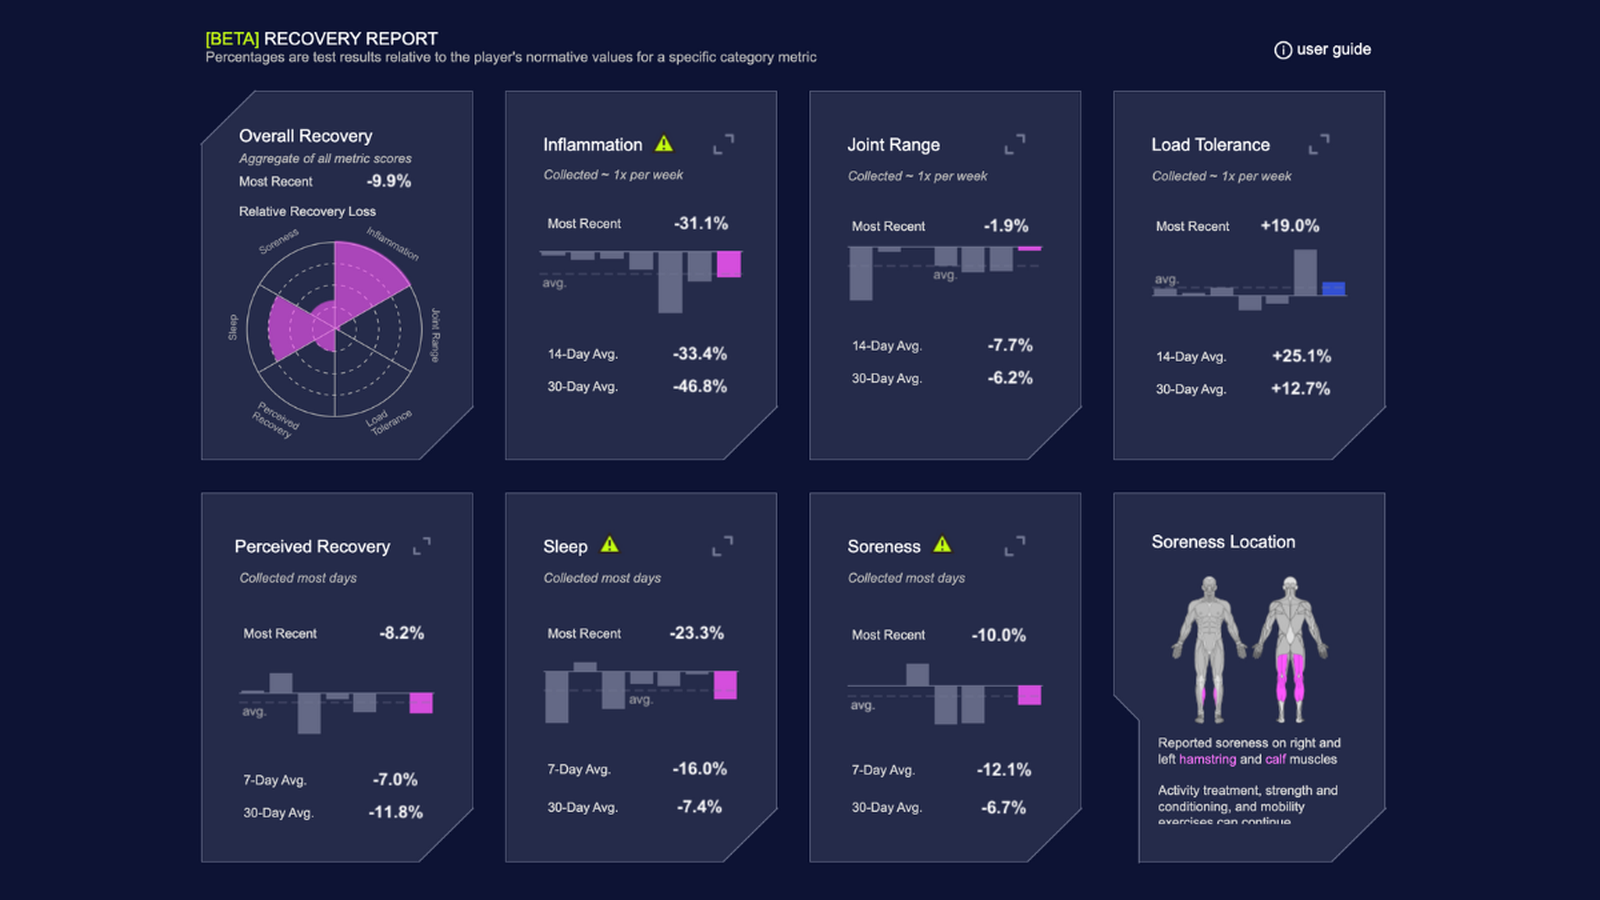 [BETA] RECOVERY REPORT
Percentages are test results relative to the player's normative values for a specific category metric
user guide
Overall Recovery
Aggregate of all metric scores
Most Recent -9.9%
Relative Recovery Loss
Soreness
Inflammation
Sleep
Joint Range
Perceived
Recovery
Load
Tolerance
Inflammation
Collected ~ 1x per week
Most Recent -31.1%
avg.
14-Day Avg. -33.4%
30-Day Avg. -46.8%
Joint Range
Collected ~ 1x per week
Most Recent -1.9%
avg.
14-Day Avg. -7.7%
30-Day Avg. -6.2%
Load Tolerance
Collected ~ 1x per week
Most Recent +19.0%
avg.
14-Day Avg. +25.1%
30-Day Avg. +12.7%
Perceived Recovery
Collected most days
Most Recent -8.2%
avg.
7-Day Avg. -7.0%
30-Day Avg. -11.8%
Sleep
Collected most days
Most Recent -23.3%
avg.
7-Day Avg. -16.0%
30-Day Avg. -7.4%
Soreness
Collected most days
Most Recent -10.0%
avg.
7-Day Avg. -12.1%
30-Day Avg. -6.7%
Soreness Location
Reported soreness on right and
left hamstring and calf muscles
Activity treatment, strength and
conditioning, and mobility
exercises can continue